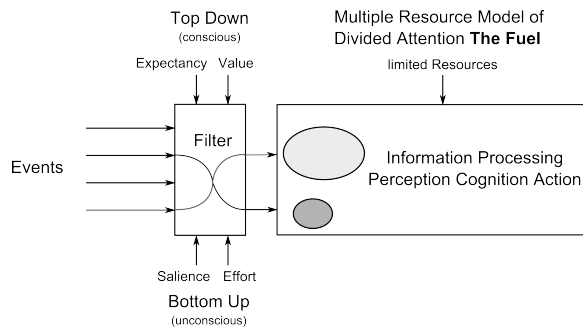 Top Down
(conscious)
Expectancy Value
Multiple Resource Model of
Divided Attention The Fuel
limited Resources
Events
Filter
Information Processing
Perception Cognition Action
Salience Effort
Bottom Up
(unconscious)